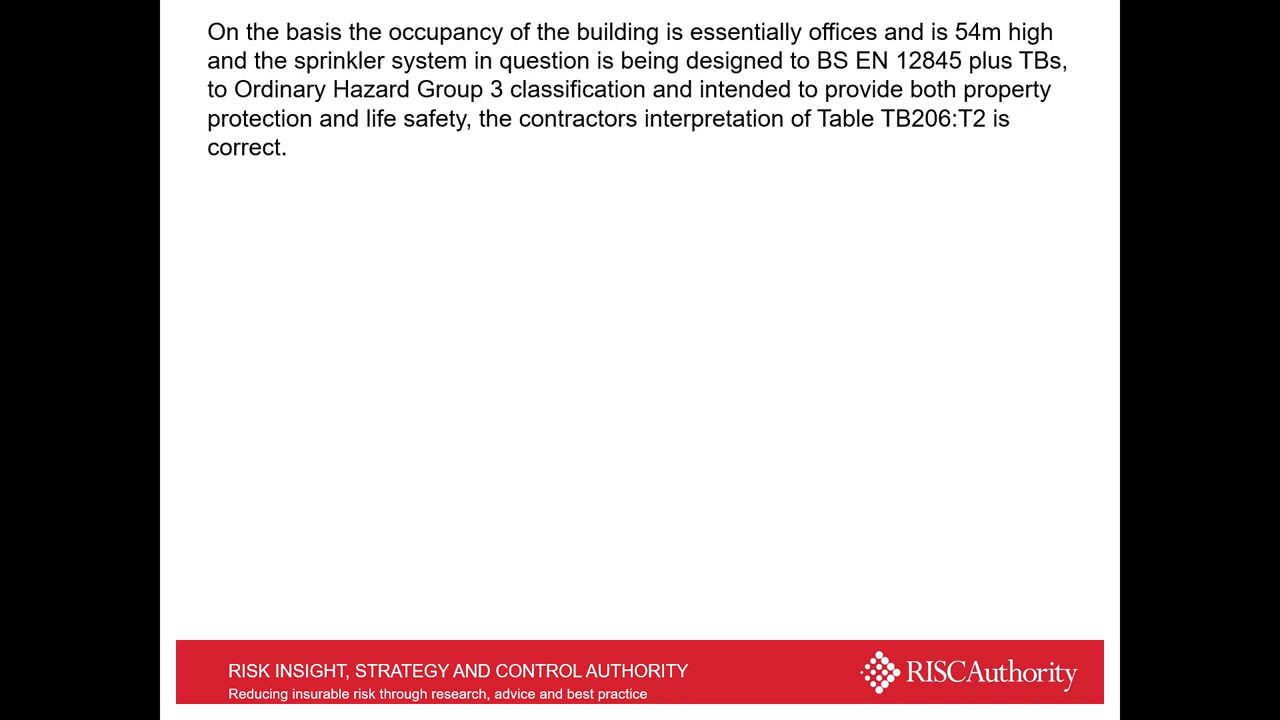 On the basis the occupancy of the building is essentially offices and is 54m high
and the sprinkler system in question is being designed to BS EN 12845 plus TBs,
to Ordinary Hazard Group 3 classification and intended to provide both property
protection and life safety, the contractors interpretation of Table TB206:T2 is
correct.
RISK INSIGHT, STRATEGY AND CONTROL AUTHORITY
Reducing insurable risk through research, advice and best practice
RISCAuthority